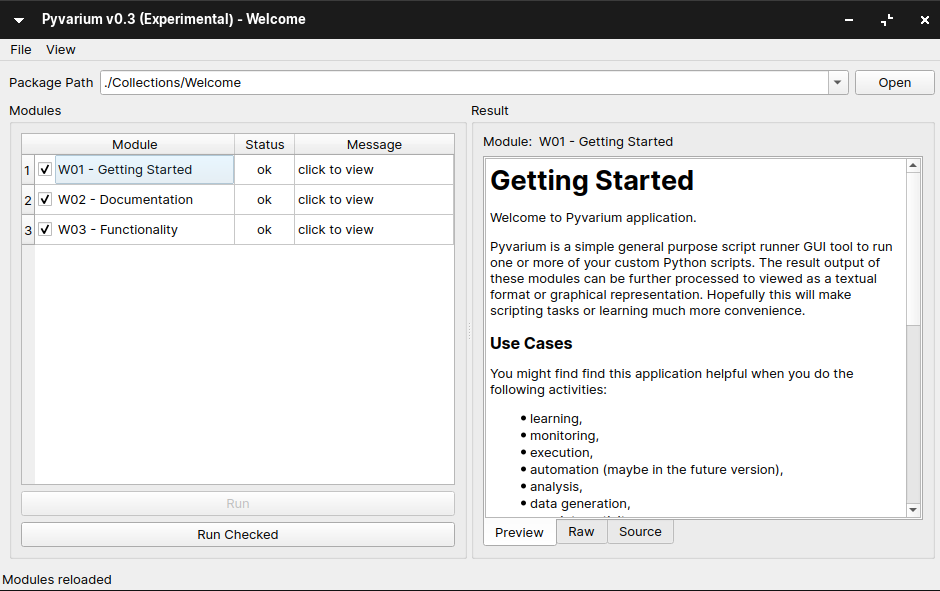 Pyvarium v0.3 (Experimental) - Welcome
File View
Package Path ./Collections/Welcome Open
Modules
Module Status Message
1 W01 - Getting Started ok click to view
2 W02 - Documentation ok click to view
3 W03 - Functionality ok click to view
Run
Run Checked
Result
Module: W01 - Getting Started
Getting Started
Welcome to Pyvarium application.
Pyvarium is a simple general purpose script runner GUI tool to run
one or more of your custom Python scripts. The result output of
these modules can be further processed to viewed as a textual
format or graphical representation. Hopefully this will make
scripting tasks or learning much more convenience.
Use Cases
You might find find this application helpful when you do the
following activities:
• learning,
• monitoring,
• execution,
• automation (maybe in the future version),
• analysis,
• data generation,
Preview Raw Source
Modules reloaded